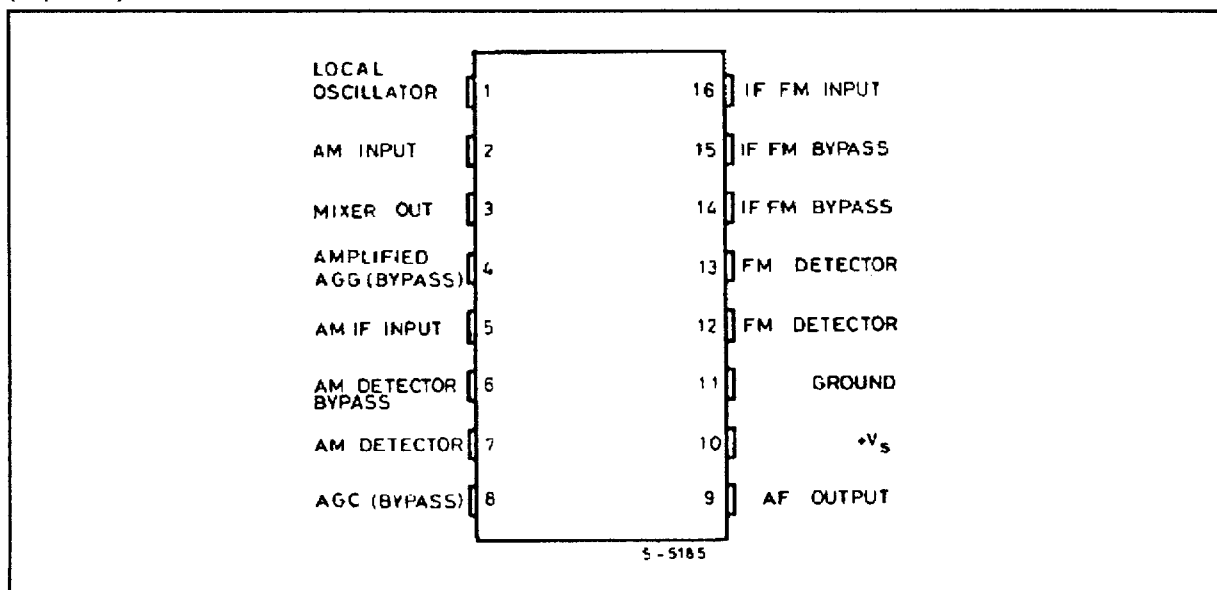 LOCAL
OSCILLATOR 1
AM INPUT 2
MIXER OUT 3
AMPLIFIED
AGG (BYPASS) 4
AM IF INPUT 5
AM DETECTOR 6
BYPASS
AM DETECTOR 7
AGC (BYPASS) 8
16 IF FM INPUT
15 IF FM BYPASS
14 IF FM BYPASS
13 FM DETECTOR
12 FM DETECTOR
11 GROUND
10 +Vs
9 AF OUTPUT
S-5185